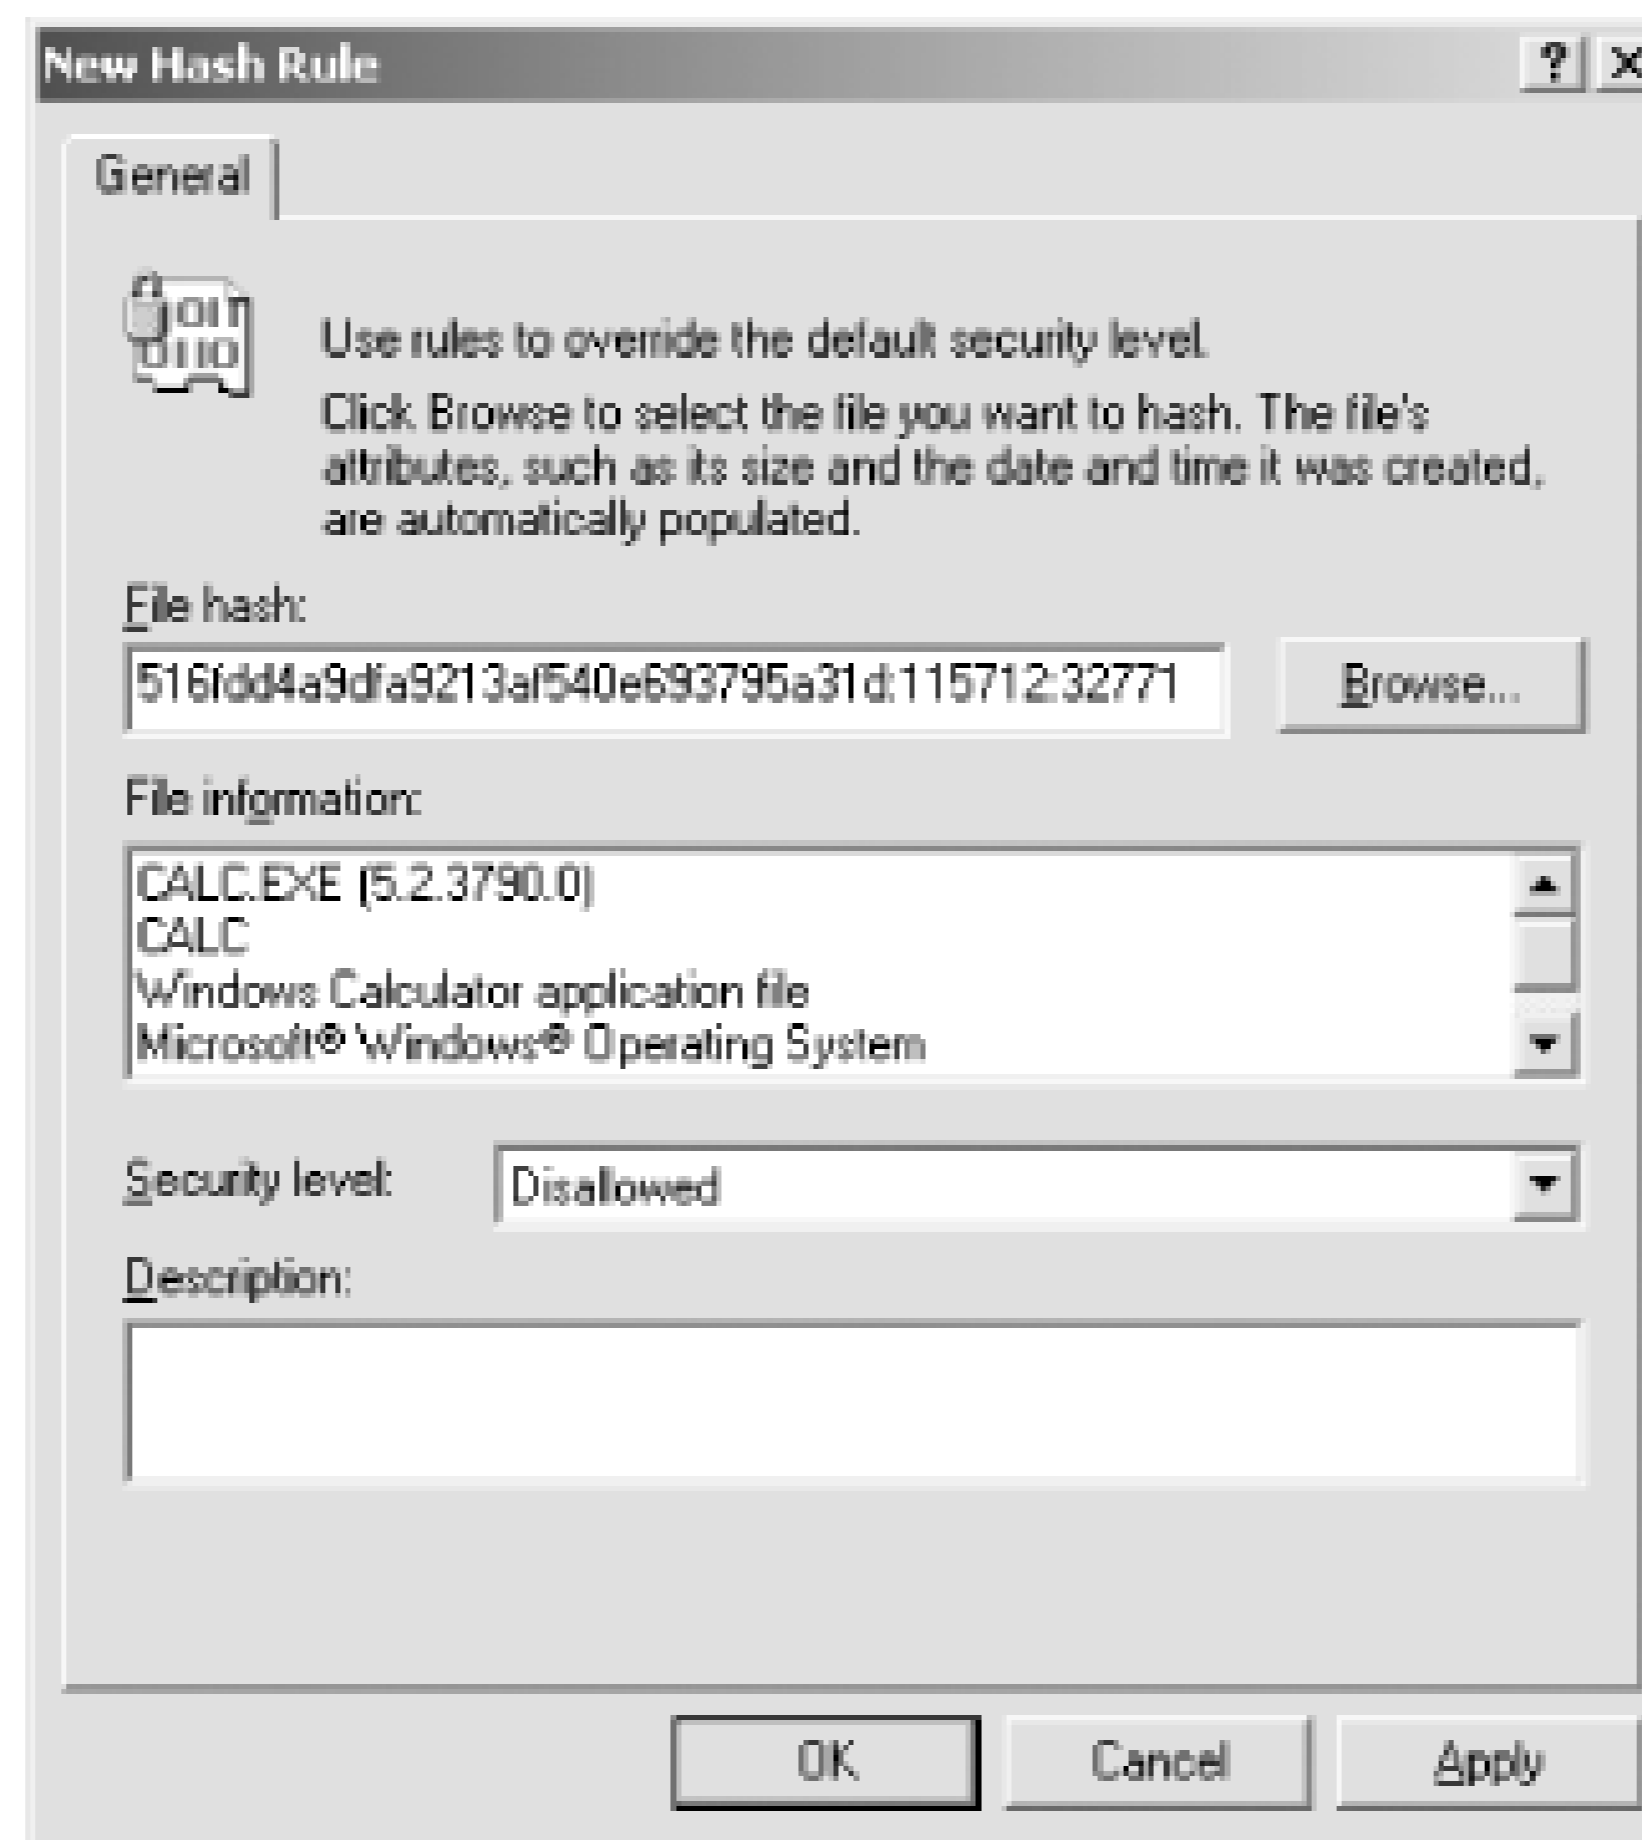 New Hash Rule
General
Use rules to override the default security level.
Click Browse to select the file you want to hash. The file's
attributes, such as its size and the date and time it was created,
are automatically populated.
File hash:
516fdd4a9dfa9213af540e693795a31d:115712:32771
Browse...
File information:
CALC.EXE (5.2.3790.0)
CALC
Windows Calculator application file
Microsoft® Windows® Operating System
Security level:
Disallowed
Description:
OK
Cancel
Apply